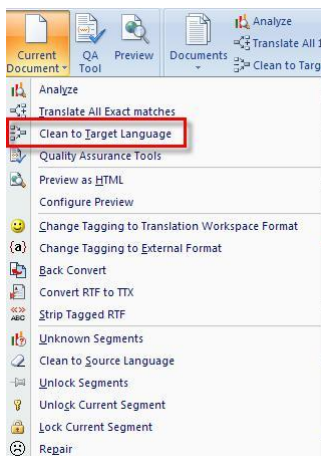 Current Document
QA Tool
Preview
Documents
Analyze
Translate All
Clean to Targ
Analyze
Translate All Exact matches
Clean to Target Language
Quality Assurance Tools
Preview as HTML
Configure Preview
{a} Change Tagging to Translation Workspace Format
Change Tagging to External Format
Back Convert
Convert RTF to TTX
ABC Strip Tagged RTF
Unknown Segments
Clean to Source Language
Unlock Segments
Unlock Current Segment
Lock Current Segment
Repair